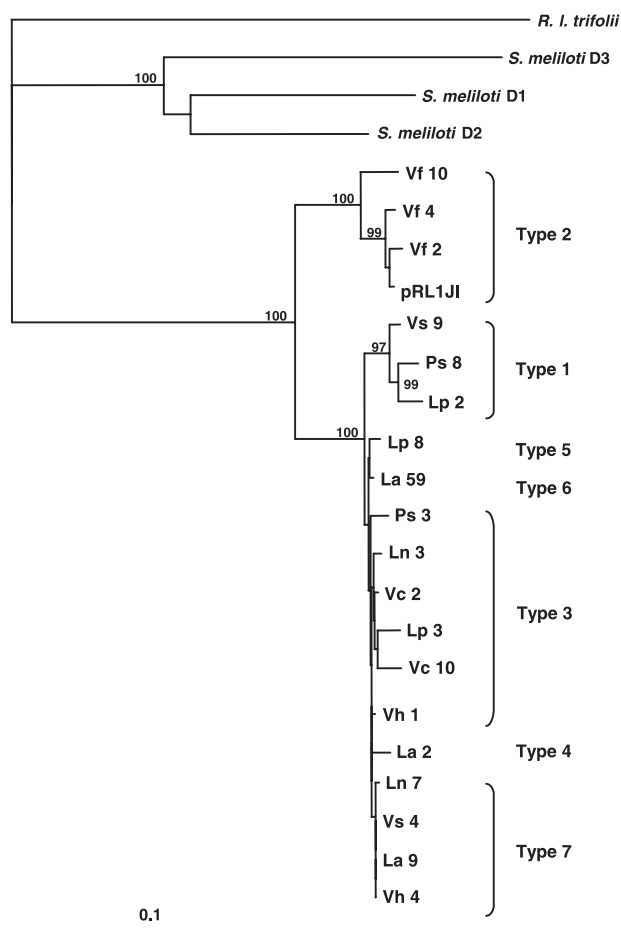 R. l. trifolii
100
S. meliloti D3
S. meliloti D1
S. meliloti D2
Vf 10
100
Vf 4
99
Type 2
Vf 2
pRL1JI
100
Vs 9
97
Ps 8
Type 1
99
Lp 2
100
Lp 8
Type 5
La 59
Type 6
Ps 3
Ln 3
Vc 2
Type 3
Lp 3
Vc 10
Vh 1
La 2
Type 4
Ln 7
Vs 4
Type 7
La 9
Vh 4
0.1